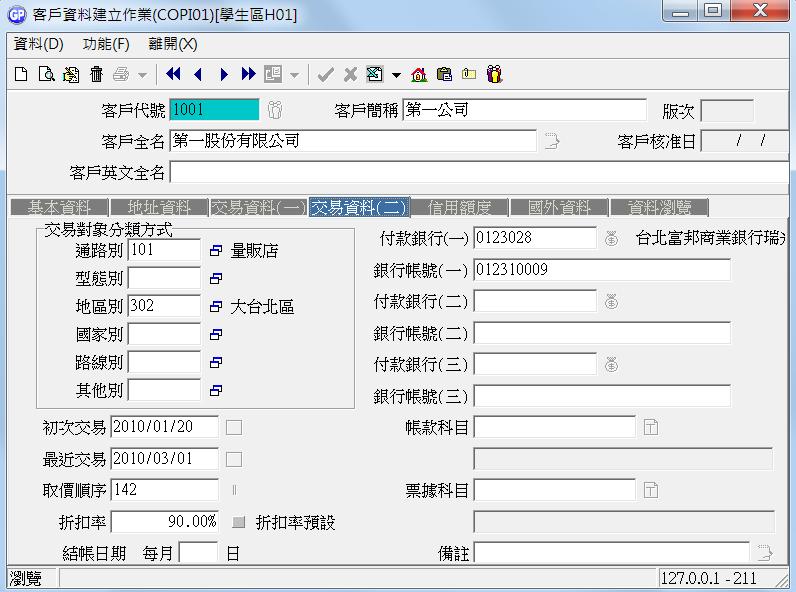 客戶資料建立作業(COPI01)[學生區H01]
資料(D) 功能(F) 離開(X)
客戶代號 1001 客戶簡稱 第一公司 版次
客戶全名 第一股份有限公司 客戶核准日 / /
客戶英文全名
基本資料 地址資料 交易資料(一) 交易資料(二) 信用額度 國外資料 資料瀏覽
交易對象分類方式
通路別 101 量販店
型態別
地區別 302 大台北區
國家別
路線別
其他別
初次交易 2010/01/20
最近交易 2010/03/01
取價順序 142
折扣率 90.00% 折扣率預設
結帳日期 每月 日
付款銀行(一) 0123028 台北富邦商業銀行瑞
銀行帳號(一) 012310009
付款銀行(二)
銀行帳號(二)
付款銀行(三)
銀行帳號(三)
帳款科目
票據科目
備註
瀏覽 127.0.0.1 - 211